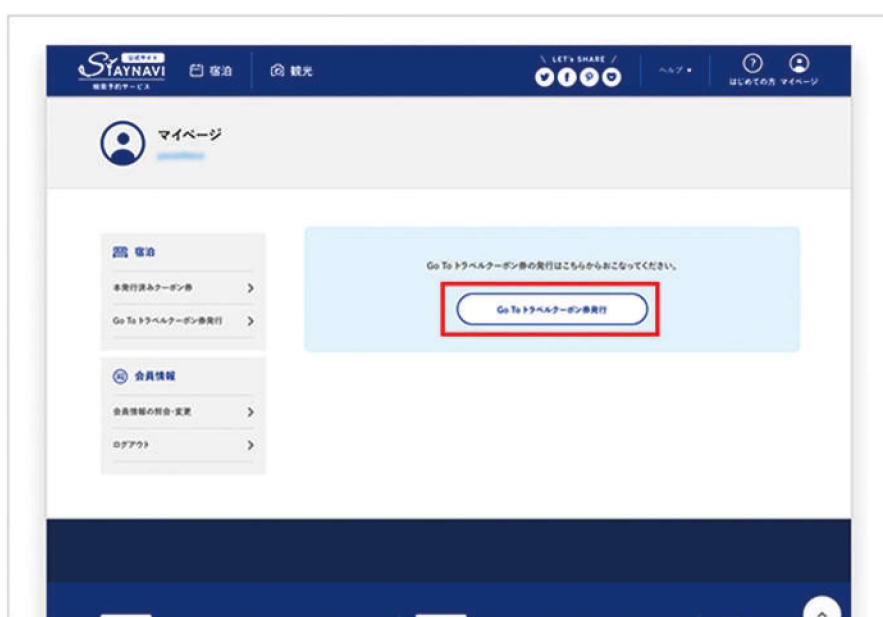 公式サイト
STAYNAVI
検索予約サービス
宿泊
観光
\ LET's SHARE /
ヘルプ
はじめての方
マイページ
マイページ
宿泊
本発行済みクーポン券
Go To トラベルクーポン券発行
会員情報
会員情報の照会・変更
ログアウト
Go To トラベルクーポン券の発行はこちらからおこなってください。
Go To トラベルクーポン券発行